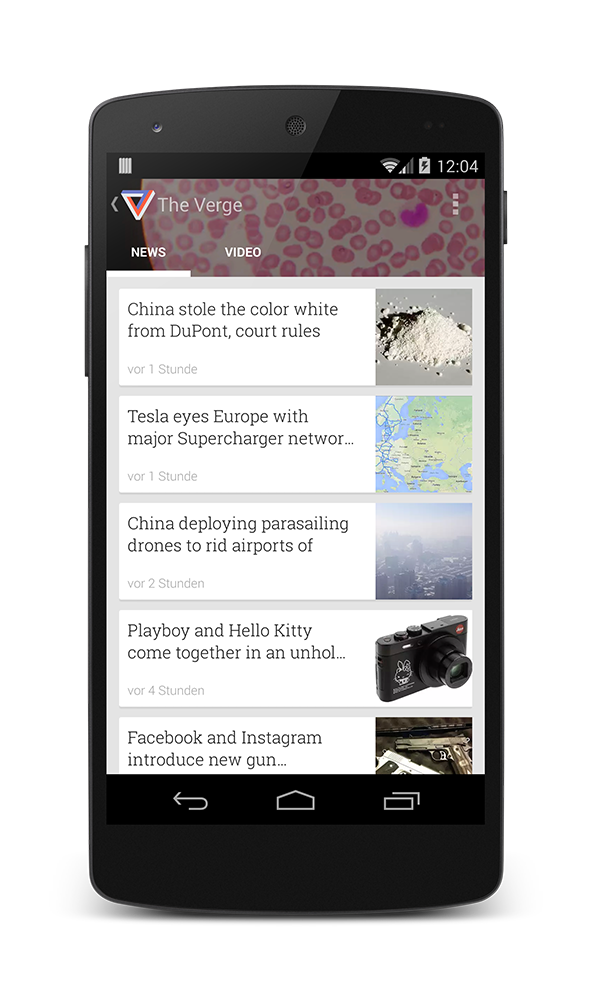 12:04
The Verge
NEWS VIDEO
China stole the color white
from DuPont, court rules
vor 1 Stunde
Tesla eyes Europe with
major Supercharger networ…
vor 1 Stunde
China deploying parasailing
drones to rid airports of
vor 2 Stunden
Playboy and Hello Kitty
come together in an unhol…
vor 4 Stunden
Facebook and Instagram
introduce new gun…